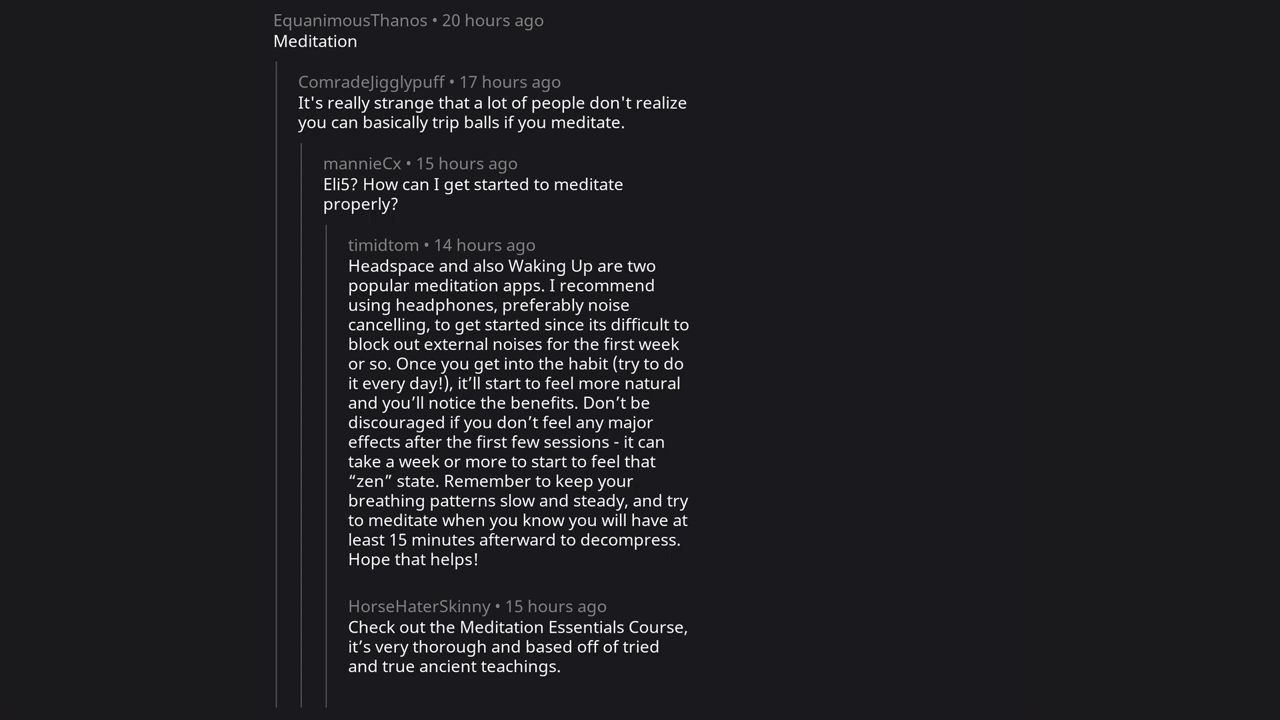 EquanimousThanos • 20 hours ago
Meditation
ComradeJigglypuff • 17 hours ago
It's really strange that a lot of people don't realize
you can basically trip balls if you meditate.
mannieCx • 15 hours ago
Eli5? How can I get started to meditate
properly?
timidtom • 14 hours ago
Headspace and also Waking Up are two
popular meditation apps. I recommend
using headphones, preferably noise
cancelling, to get started since its difficult to
block out external noises for the first week
or so. Once you get into the habit (try to do
it every day!), it’ll start to feel more natural
and you’ll notice the benefits. Don’t be
discouraged if you don’t feel any major
effects after the first few sessions - it can
take a week or more to start to feel that
“zen” state. Remember to keep your
breathing patterns slow and steady, and try
to meditate when you know you will have at
least 15 minutes afterward to decompress.
Hope that helps!
HorseHaterSkinny • 15 hours ago
Check out the Meditation Essentials Course,
it’s very thorough and based off of tried
and true ancient teachings.